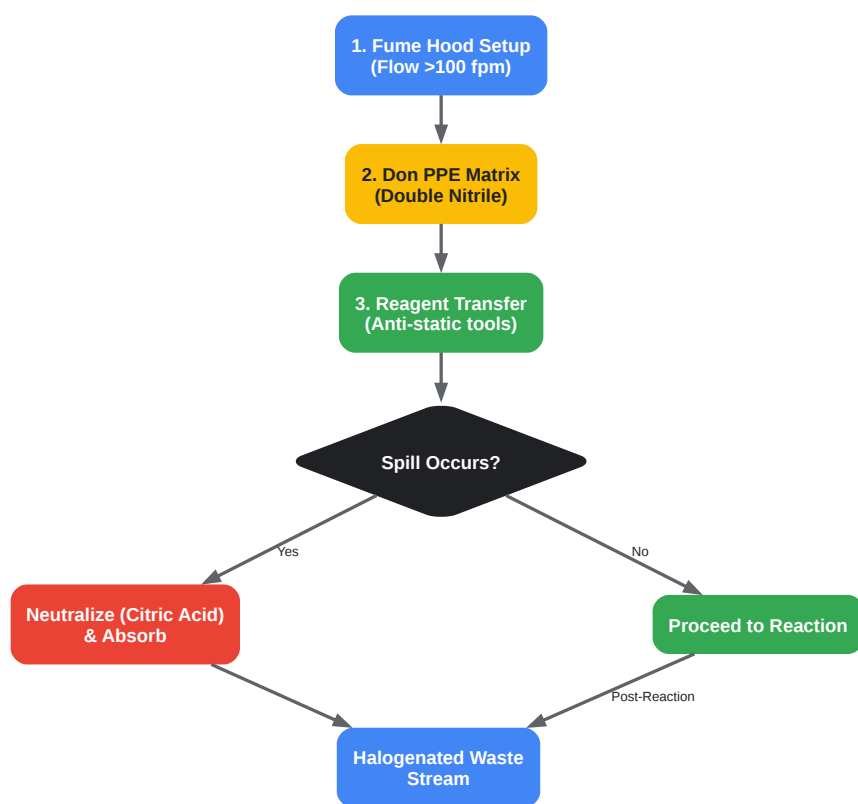 1. Fume Hood Setup
(Flow >100 fpm)
2. Don PPE Matrix
(Double Nitrile)
3. Reagent Transfer
(Anti-static tools)
Spill Occurs?
Yes
No
Neutralize (Citric Acid)
& Absorb
Proceed to Reaction
Post-Reaction
Halogenated Waste
Stream